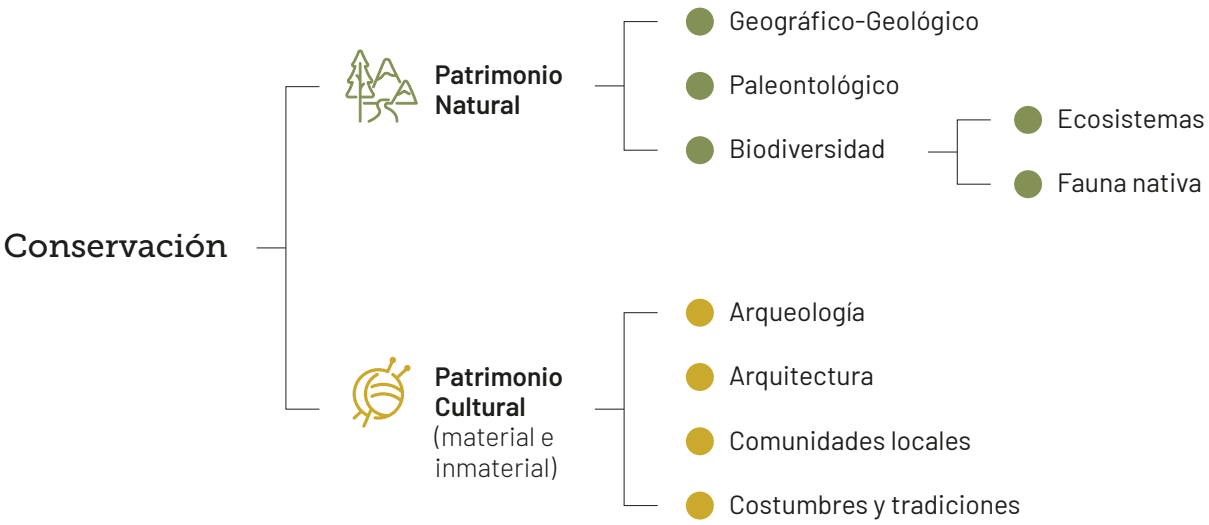 Conservación
Patrimonio
Natural
Geográfico-Geológico
Paleontológico
Biodiversidad
Ecosistemas
Fauna nativa
Patrimonio
Cultural
(material e
inmaterial)
Arqueología
Arquitectura
Comunidades locales
Costumbres y tradiciones